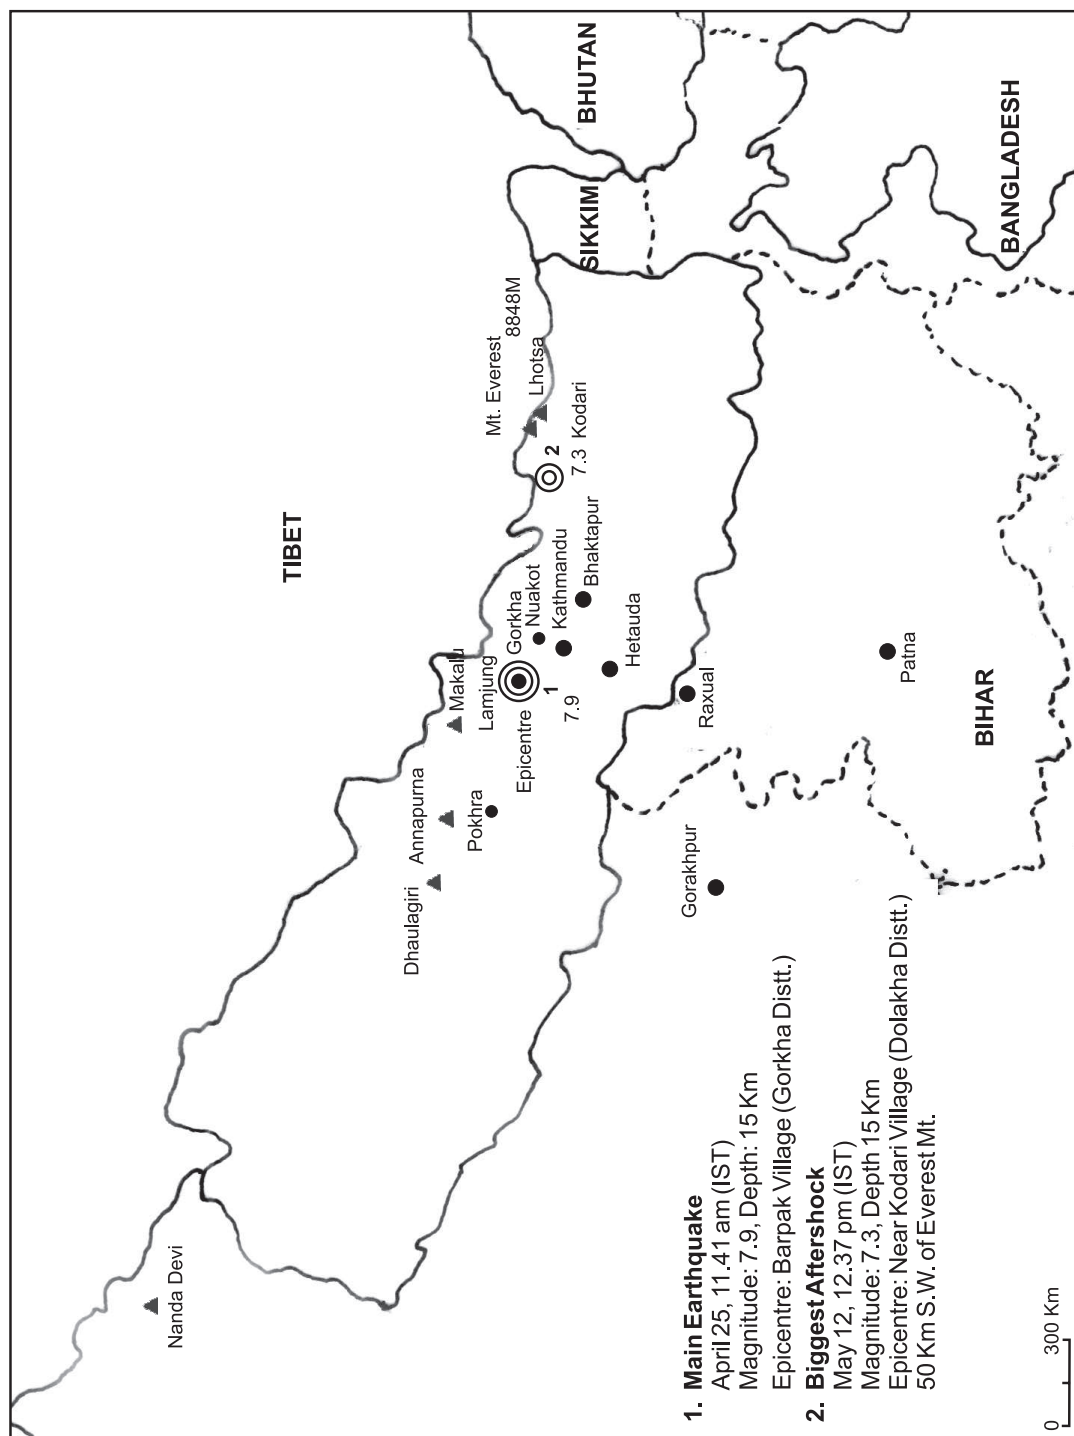 TIBET
BHUTAN
SIKKIM
BANGLADESH
Nanda Devi
Dhaulagiri
Annapurna
Pokhra
Makalu
Lamjung
Epicentre
Gorkha
1
7.9
Nuakot
Kathmandu
Bhaktapur
Hetauda
Mt. Everest
8848M
Lhotsa
2
7.3 Kodari
Raxual
Gorakhpur
Patna
BIHAR
1. Main Earthquake
April 25, 11.41 am (IST)
Magnitude: 7.9, Depth: 15 Km
Epicentre: Barpak Village (Gorkha Distt.)
2. Biggest Aftershock
May 12, 12.37 pm (IST)
Magnitude: 7.3, Depth 15 Km
Epicentre: Near Kodari Village (Dolakha Distt.)
50 Km S.W. of Everest Mt.
0 300 Km